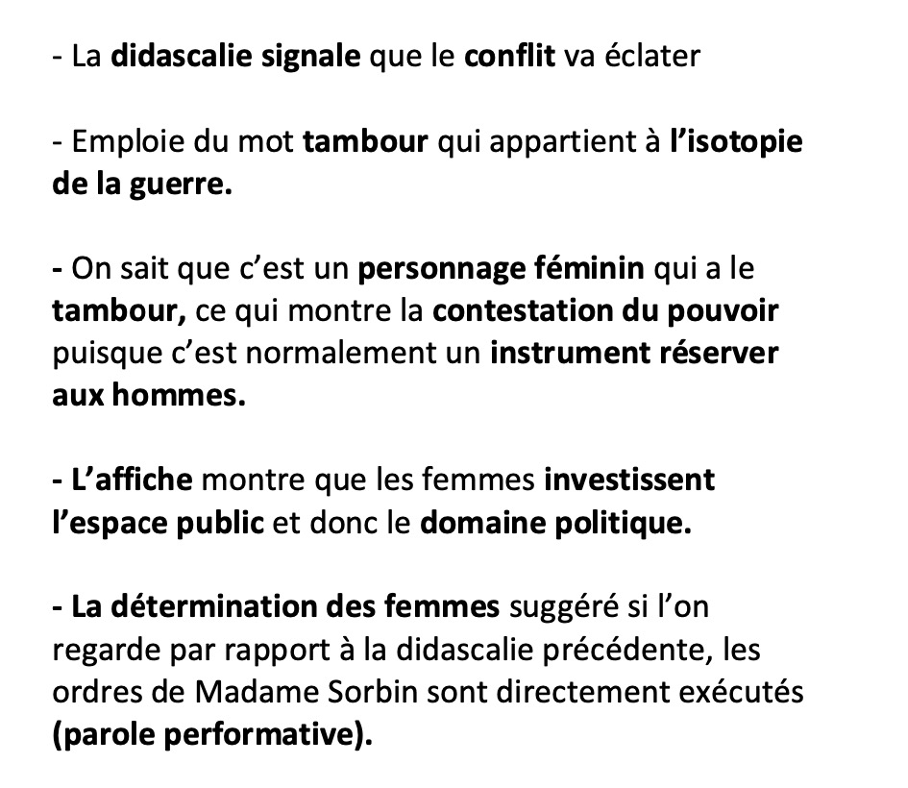 - La didascalie signale que le conflit va éclater
- Emploie du mot tambour qui appartient à l’isotopie
de la guerre.
- On sait que c’est un personnage féminin qui a le
tambour, ce qui montre la contestation du pouvoir
puisque c’est normalement un instrument réserver
aux hommes.
- L’affiche montre que les femmes investissent
l’espace public et donc le domaine politique.
- La détermination des femmes suggéré si l’on
regarde par rapport à la didascalie précédente, les
ordres de Madame Sorbin sont directement exécutés
(parole performative).